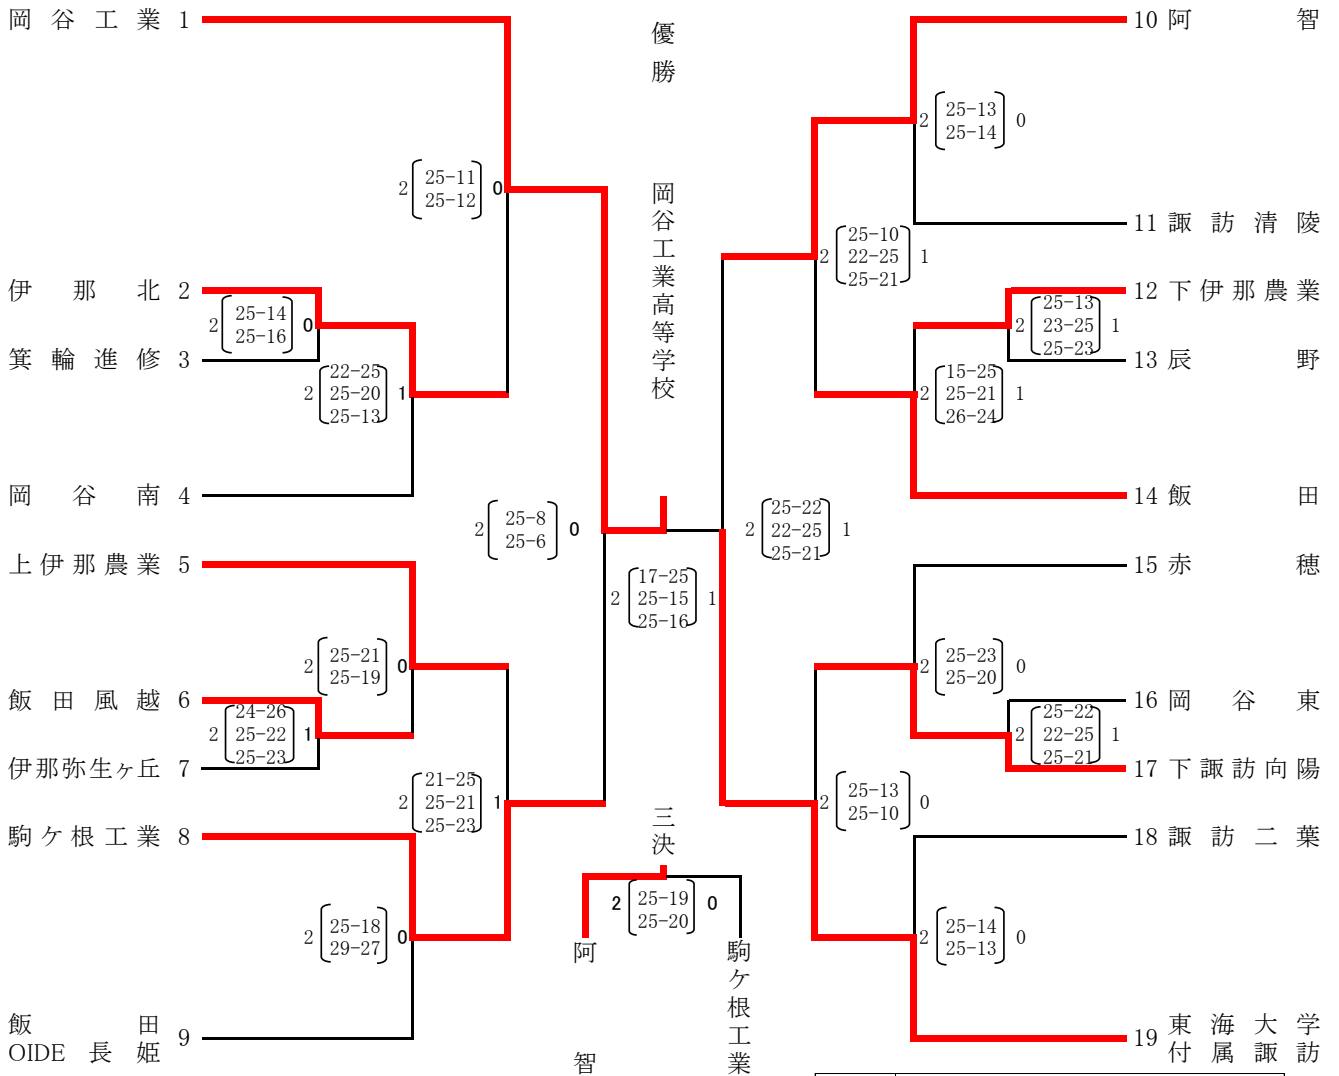 岡谷工業 1
2 25-11 0
25-12
伊那北 2
2 25-14 0
25-16
箕輪進修 3
22-25
2 25-20 1
25-13
岡谷南 4
2 25-8 0
25-6
上伊那農業 5
2 25-21 0
25-19
飯田風越 6
24-26
2 25-22 1
25-23
伊那弥生ヶ丘 7
21-25
2 25-21 1
25-23
駒ケ根工業 8
2 25-18 0
29-27
飯田
OIDE長姫 9
優勝
岡谷工業高等学校
17-25
2 25-15 1
25-16
三決
2 25-19 0
25-20
阿智
駒ケ根工業
10 阿智
2 25-13 0
25-14
11 諏訪清陵
25-10
2 22-25 1
25-21
12 下伊那農業
25-13
2 23-25 1
25-23
13 辰野
15-25
2 25-21 1
26-24
14 飯田
25-22
2 22-25 1
25-21
15 赤穂
2 25-23 0
25-20
16 岡谷東
25-22
2 22-25 1
25-21
17 下諏訪向陽
2 25-13 0
25-10
18 諏訪二葉
2 25-14 0
25-13
19 東海大学
付属諏訪